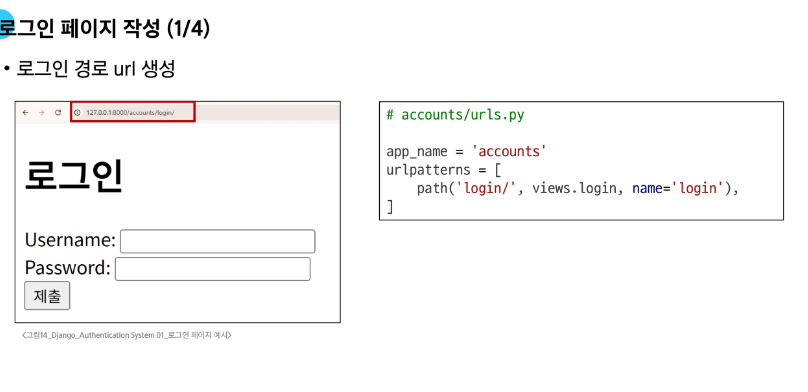 로그인 페이지 작성 (1/4)
• 로그인 경로 url 생성
127.0.0.1:8000/accounts/login/
로그인
Username:
Password:
제출
<그림14_Django_Authentication System 01_로그인 페이지 예시>
# accounts/urls.py
app_name = 'accounts'
urlpatterns = [
    path('login/', views.login, name='login'),
]